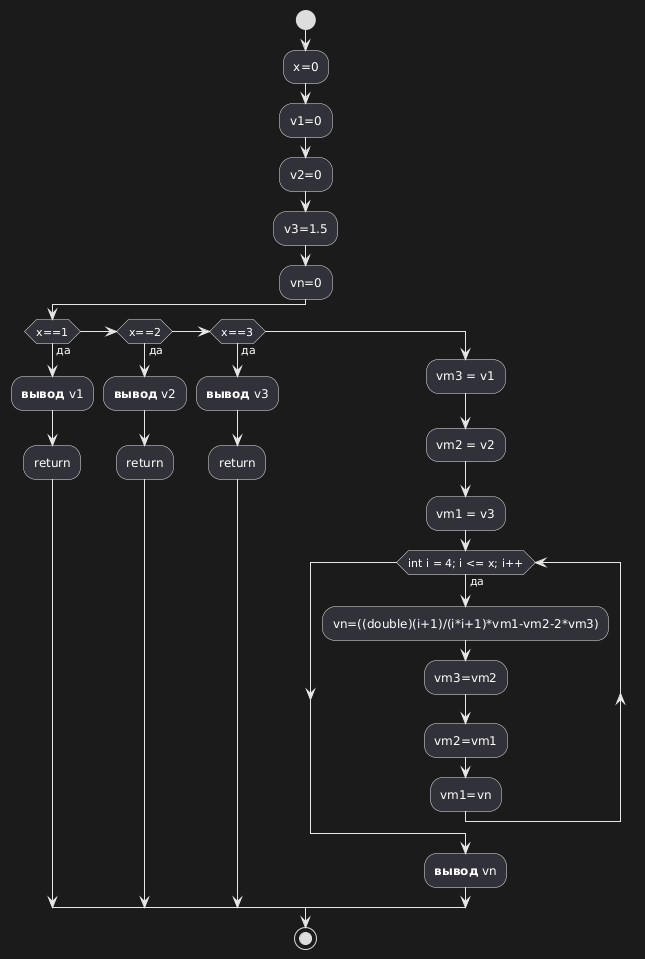 x=0
v1=0
v2=0
v3=1.5
vn=0
x==1
да
вывод v1
return
x==2
да
вывод v2
return
x==3
да
вывод v3
return
vm3 = v1
vm2 = v2
vm1 = v3
int i = 4; i <= x; i++
да
vn=((double)(i+1)/(i*i+1)*vm1-vm2-2*vm3)
vm3=vm2
vm2=vm1
vm1=vn
вывод vn